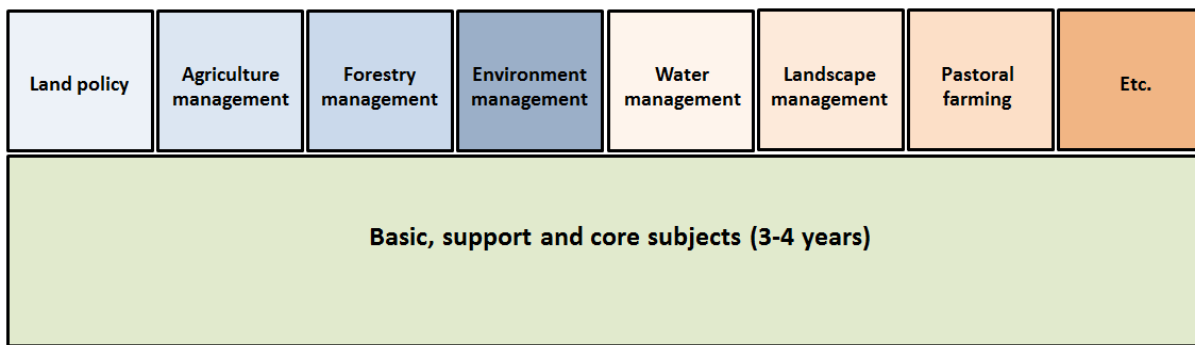 Land policy
Agriculture
management
Forestry
management
Environment
management
Water
management
Landscape
management
Pastoral
farming
Etc.
Basic, support and core subjects (3-4 years)